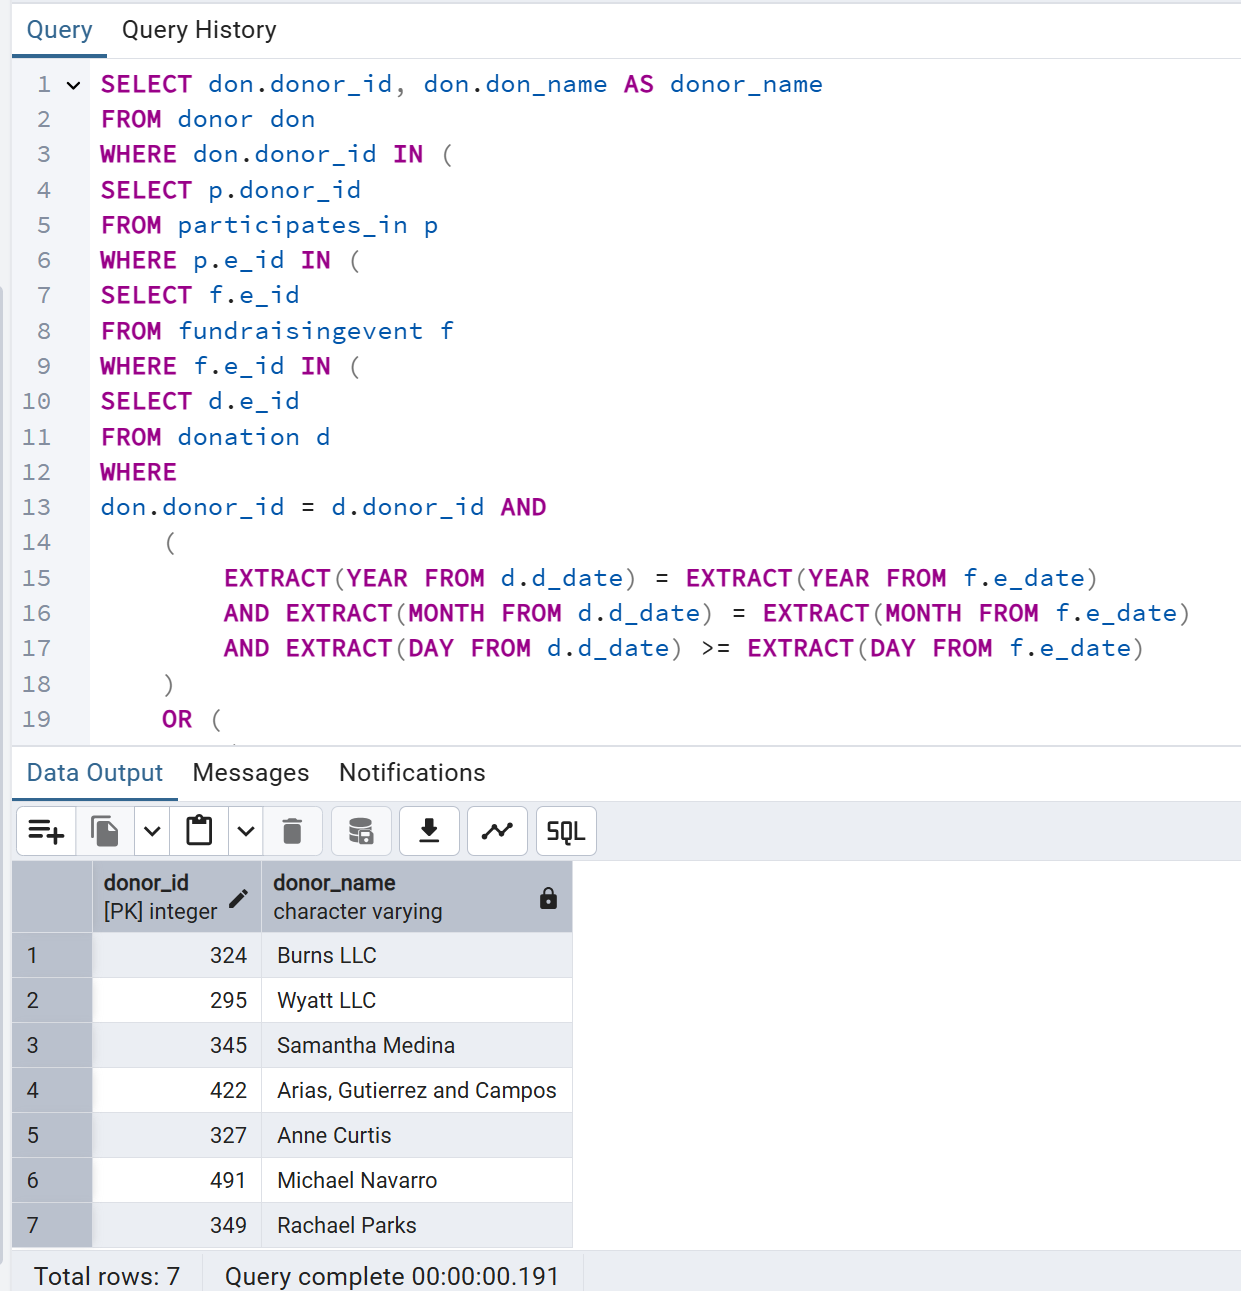 Query Query History
1 SELECT don.donor_id, don.don_name AS donor_name
2 FROM donor don
3 WHERE don.donor_id IN (
4 SELECT p.donor_id
5 FROM participates_in p
6 WHERE p.e_id IN (
7 SELECT f.e_id
8 FROM fundraisingevent f
9 WHERE f.e_id IN (
10 SELECT d.e_id
11 FROM donation d
12 WHERE
13 don.donor_id = d.donor_id AND
14 (
15 EXTRACT(YEAR FROM d.d_date) = EXTRACT(YEAR FROM f.e_date)
16 AND EXTRACT(MONTH FROM d.d_date) = EXTRACT(MONTH FROM f.e_date)
17 AND EXTRACT(DAY FROM d.d_date) >= EXTRACT(DAY FROM f.e_date)
18 )
19 OR (
Data Output Messages Notifications
SQL
donor_id donor_name
[PK] integer character varying
1 324 Burns LLC
2 295 Wyatt LLC
3 345 Samantha Medina
4 422 Arias, Gutierrez and Campos
5 327 Anne Curtis
6 491 Michael Navarro
7 349 Rachael Parks
Total rows: 7 Query complete 00:00:00.191